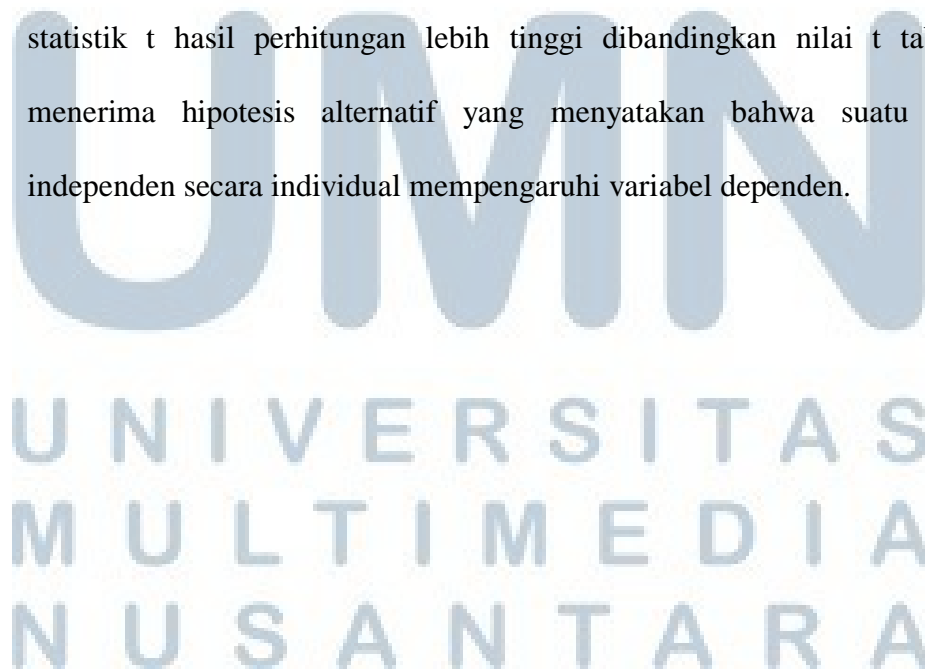 statistik t hasil perhitungan lebih tinggi dibandingkan nilai t
menerima hipotesis alternatif yang menyatakan bahwa suatu
independen secara individual mempengaruhi variabel dependen.
UMN
UNIVERSITAS
MULTIMEDIA
NUSANTARA